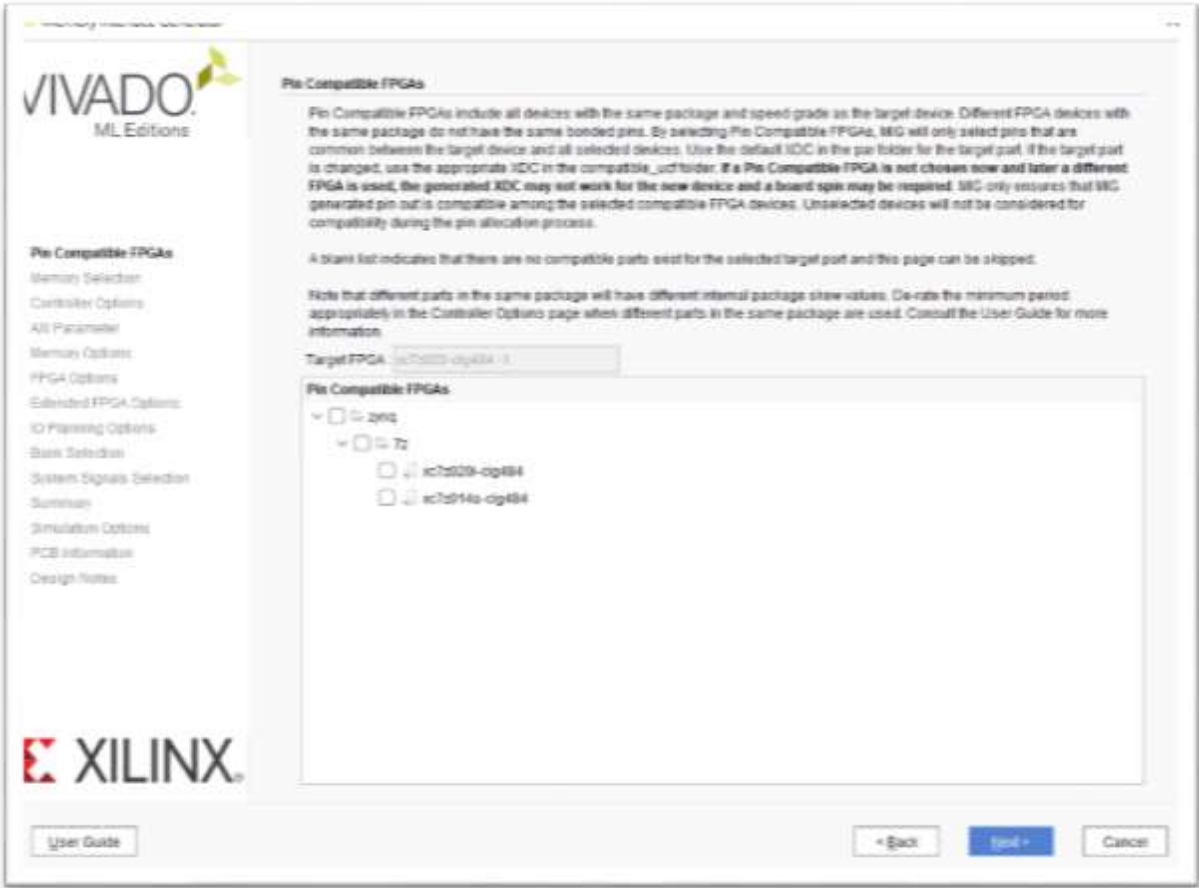 VIVADO.
ML Editions
Pin Compatible FPGAs
Pin Compatible FPGAs include all devices with the same package and speed grade as the target device. Different FPGA devices with
the same package do not have the same bonded pins. By selecting Pin Compatible FPGAs, MIG will only select pins that are
common between the target device and all selected devices. Use the default XDC in the par folder for the target part. If the target part
is changed, use the appropriate XDC in the compatible_ucf folder. If a Pin Compatible FPGA is not chosen now and later a different
FPGA is used, the generated XDC may not work for the new device and a board spin may be required. MIG only ensures that MIG
generated pin out is compatible among the selected compatible FPGA devices. Unselected devices will not be considered for
compatibility during the pin allocation process.
A blank list indicates that there are no compatible parts exist for the selected target part and this page can be skipped.
Note that different parts in the same package will have different internal package skew values. De-rate the minimum period
appropriately in the Controller Options page when different parts in the same package are used. Consult the User Guide for more
information.
Target FPGA
Pin Compatible FPGAs
zynq
7z
Pin Compatible FPGAs
Memory Selection
Controller Options
AXI Parameter
Memory Options
FPGA Options
Extended FPGA Options
IO Planning Options
Bank Selection
System Signals Selection
Summary
Simulation Options
PCB Information
Design Notes
XILINX.
User Guide
< Back
Next >
Cancel